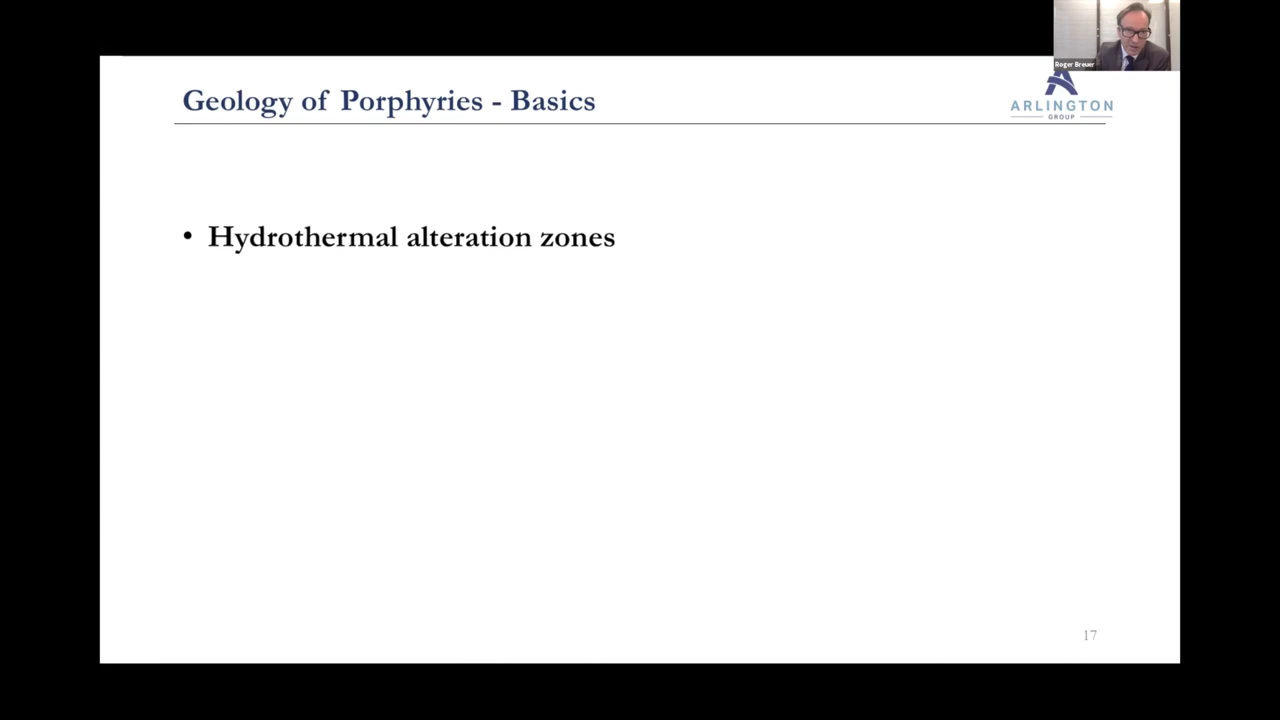 Roger Breuer
Geology of Porphyries - Basics
ARLINGTON
GROUP
• Hydrothermal alteration zones
17